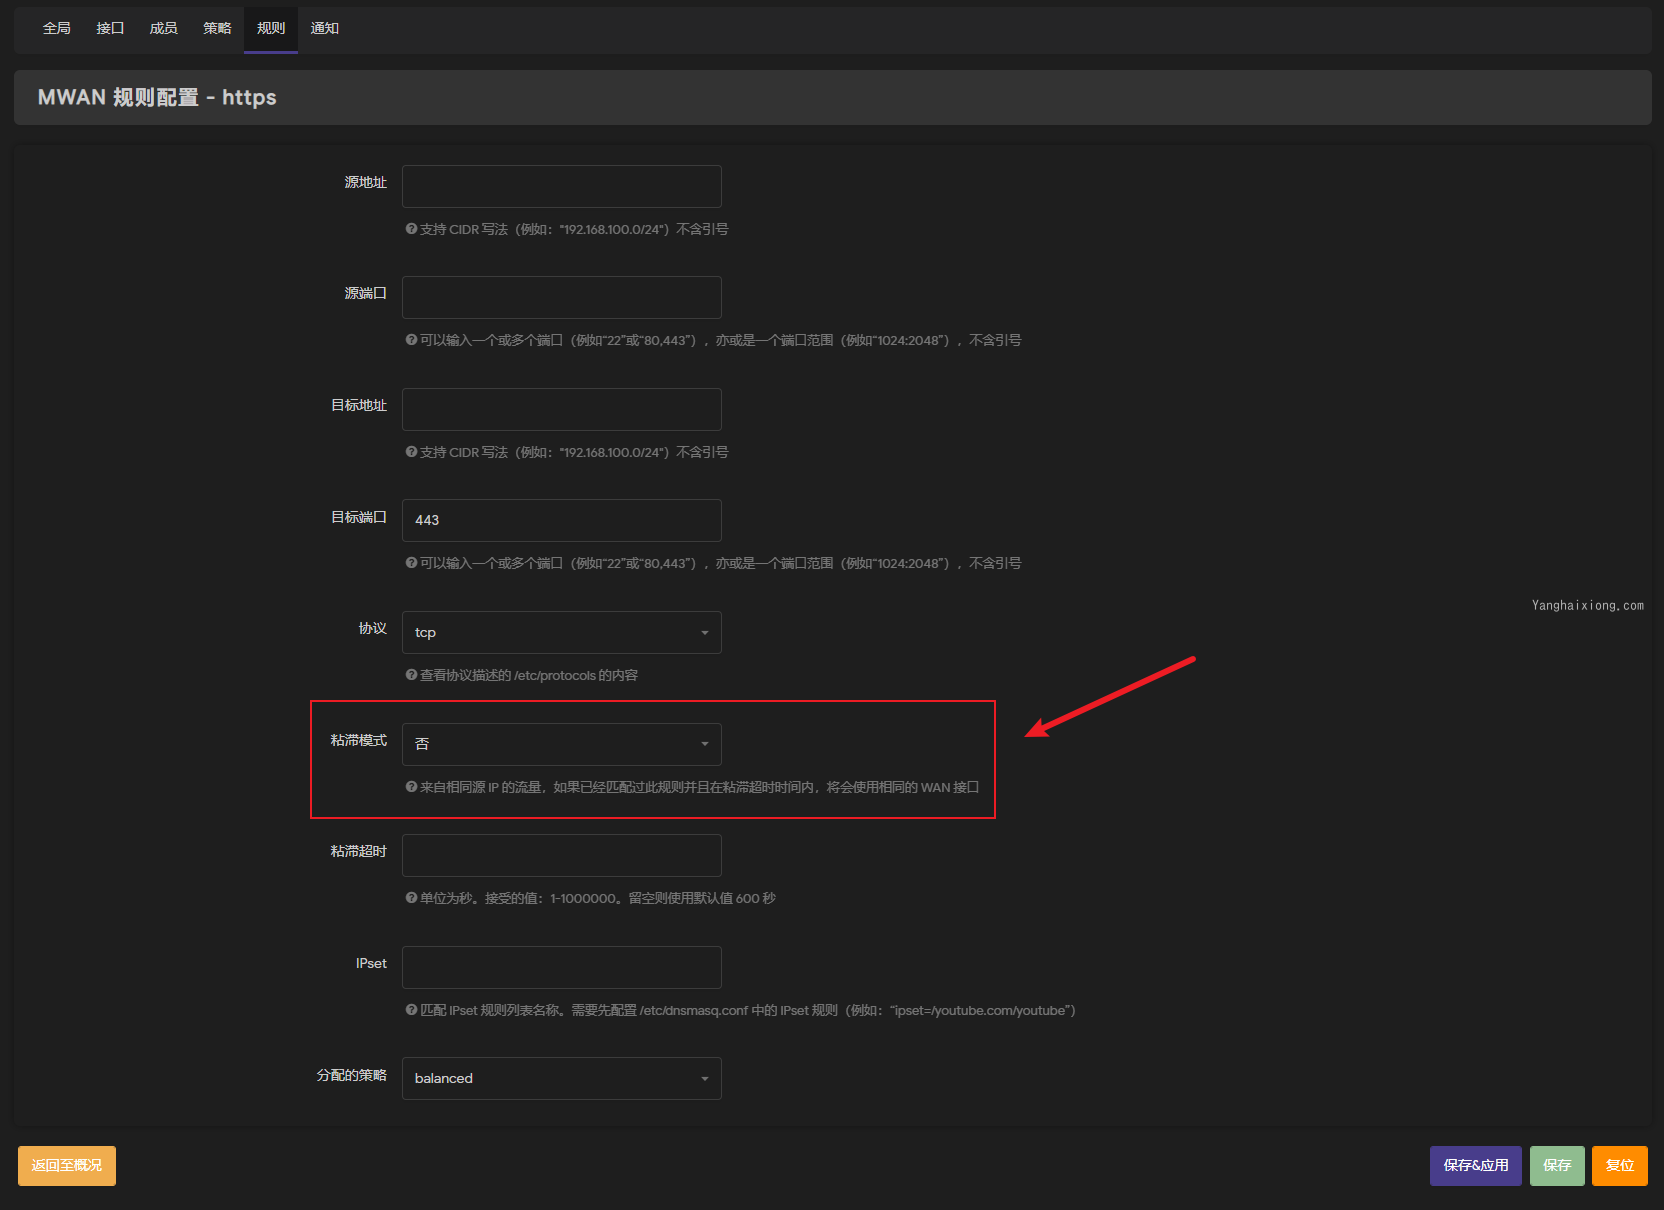 全局 接口 成员 策略 规则 通知
MWAN 规则配置 - https
源地址
支持 CIDR 写法（例如："192.168.100.0/24"）不含引号
源端口
可以输入一个或多个端口（例如“22”或“80,443”），亦或是一个端口范围（例如“1024:2048”），不含引号
目标地址
支持 CIDR 写法（例如："192.168.100.0/24"）不含引号
目标端口 443
可以输入一个或多个端口（例如“22”或“80,443”），亦或是一个端口范围（例如“1024:2048”），不含引号
Yanghaixiong.com
协议 tcp
查看协议描述的 /etc/protocols 的内容
粘滞模式 否
来自相同源 IP 的流量，如果已经匹配过此规则并且在粘滞超时时间内，将会使用相同的 WAN 接口
粘滞超时
单位为秒。接受的值：1-1000000。留空则使用默认值 600 秒
IPset
匹配 IPset 规则列表名称。需要先配置 /etc/dnsmasq.conf 中的 IPset 规则（例如：“ipset=/youtube.com/youtube”）
分配的策略 balanced
返回至概况 保存&应用 保存 复位